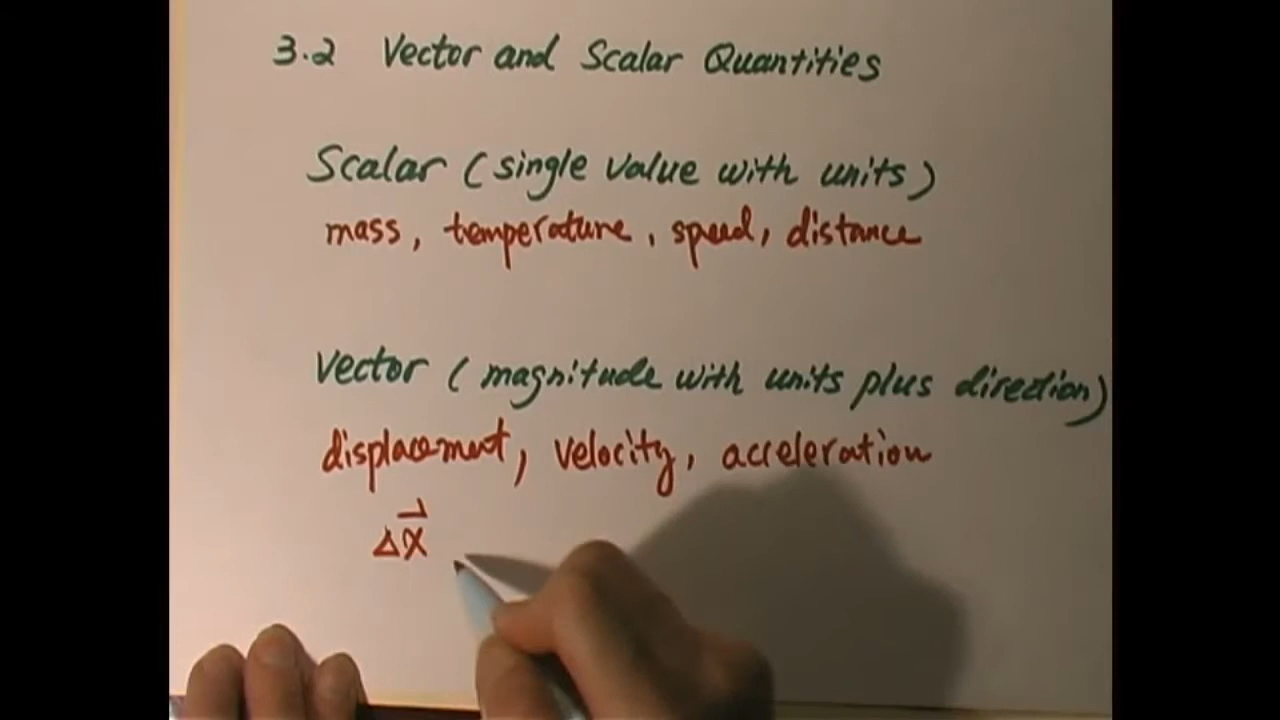 3.2 Vector and Scalar Quantities
Scalar (single value with units)
mass, temperature, speed, distance
Vector (magnitude with units plus direction)
displacement, velocity, acceleration
Δx⃗